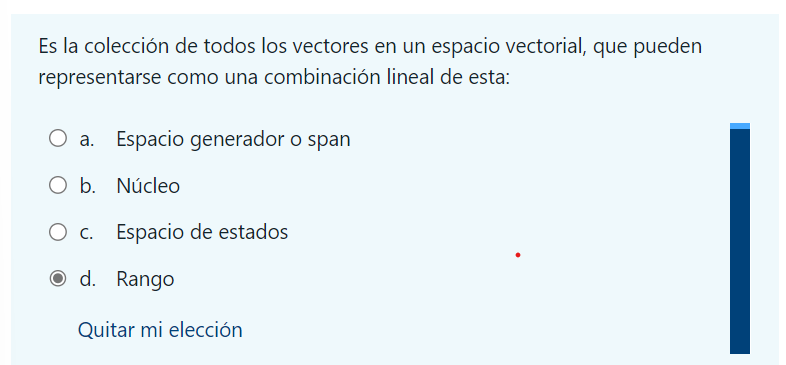 Es la colección de todos los vectores en un espacio vectorial, que pueden
representarse como una combinación lineal de esta:
a. Espacio generador o span
b. Núcleo
c. Espacio de estados
d. Rango
Quitar mi elección